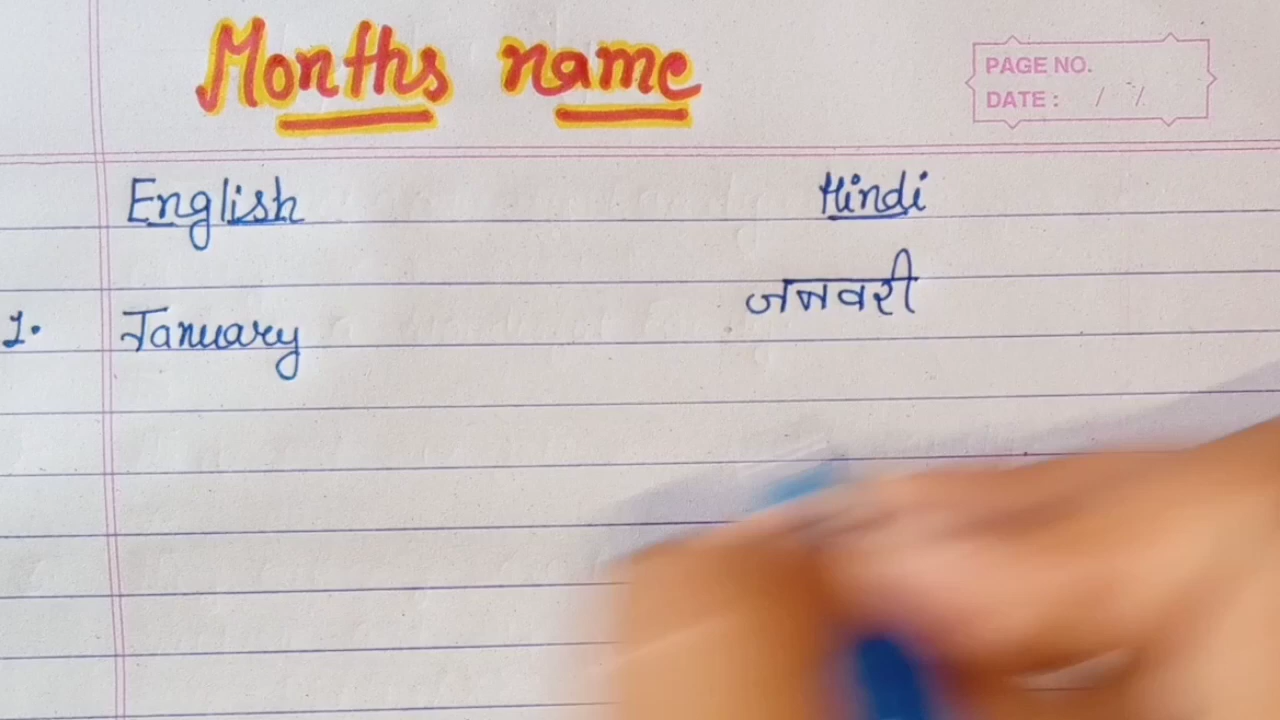 Months name
PAGE NO.
DATE : / /
English Hindi
1. January जनवरी